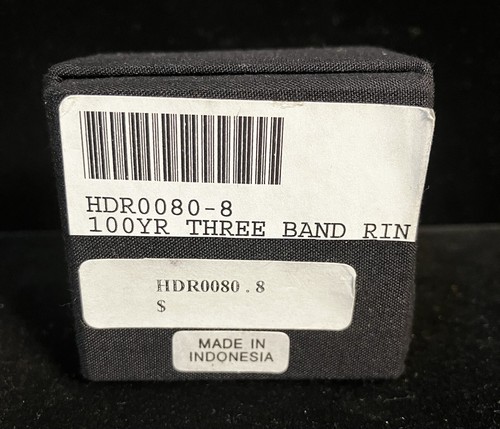 HDR0080-8
100YR THREE BAND RIN
HDR0080.8
$
MADE IN
INDONESIA